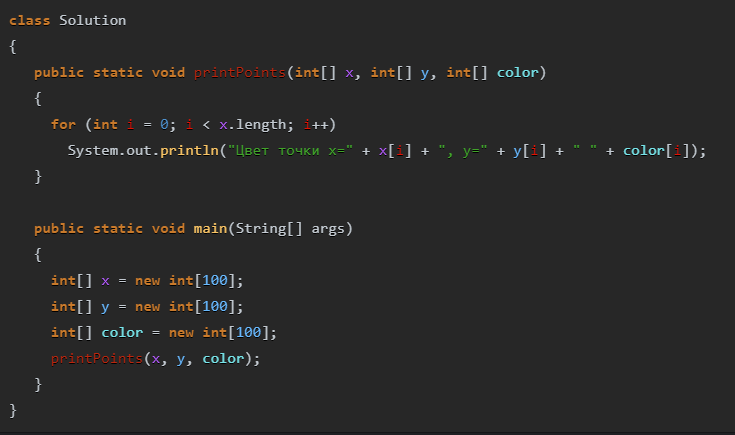 class Solution
{
public static void printPoints(int[] x, int[] y, int[] color)
{
for (int i = 0; i < x.length; i++)
System.out.println("Цвет точки x=" + x[i] + ", y=" + y[i] + " " + color[i]);
}
public static void main(String[] args)
{
int[] x = new int[100];
int[] y = new int[100];
int[] color = new int[100];
printPoints(x, y, color);
}
}